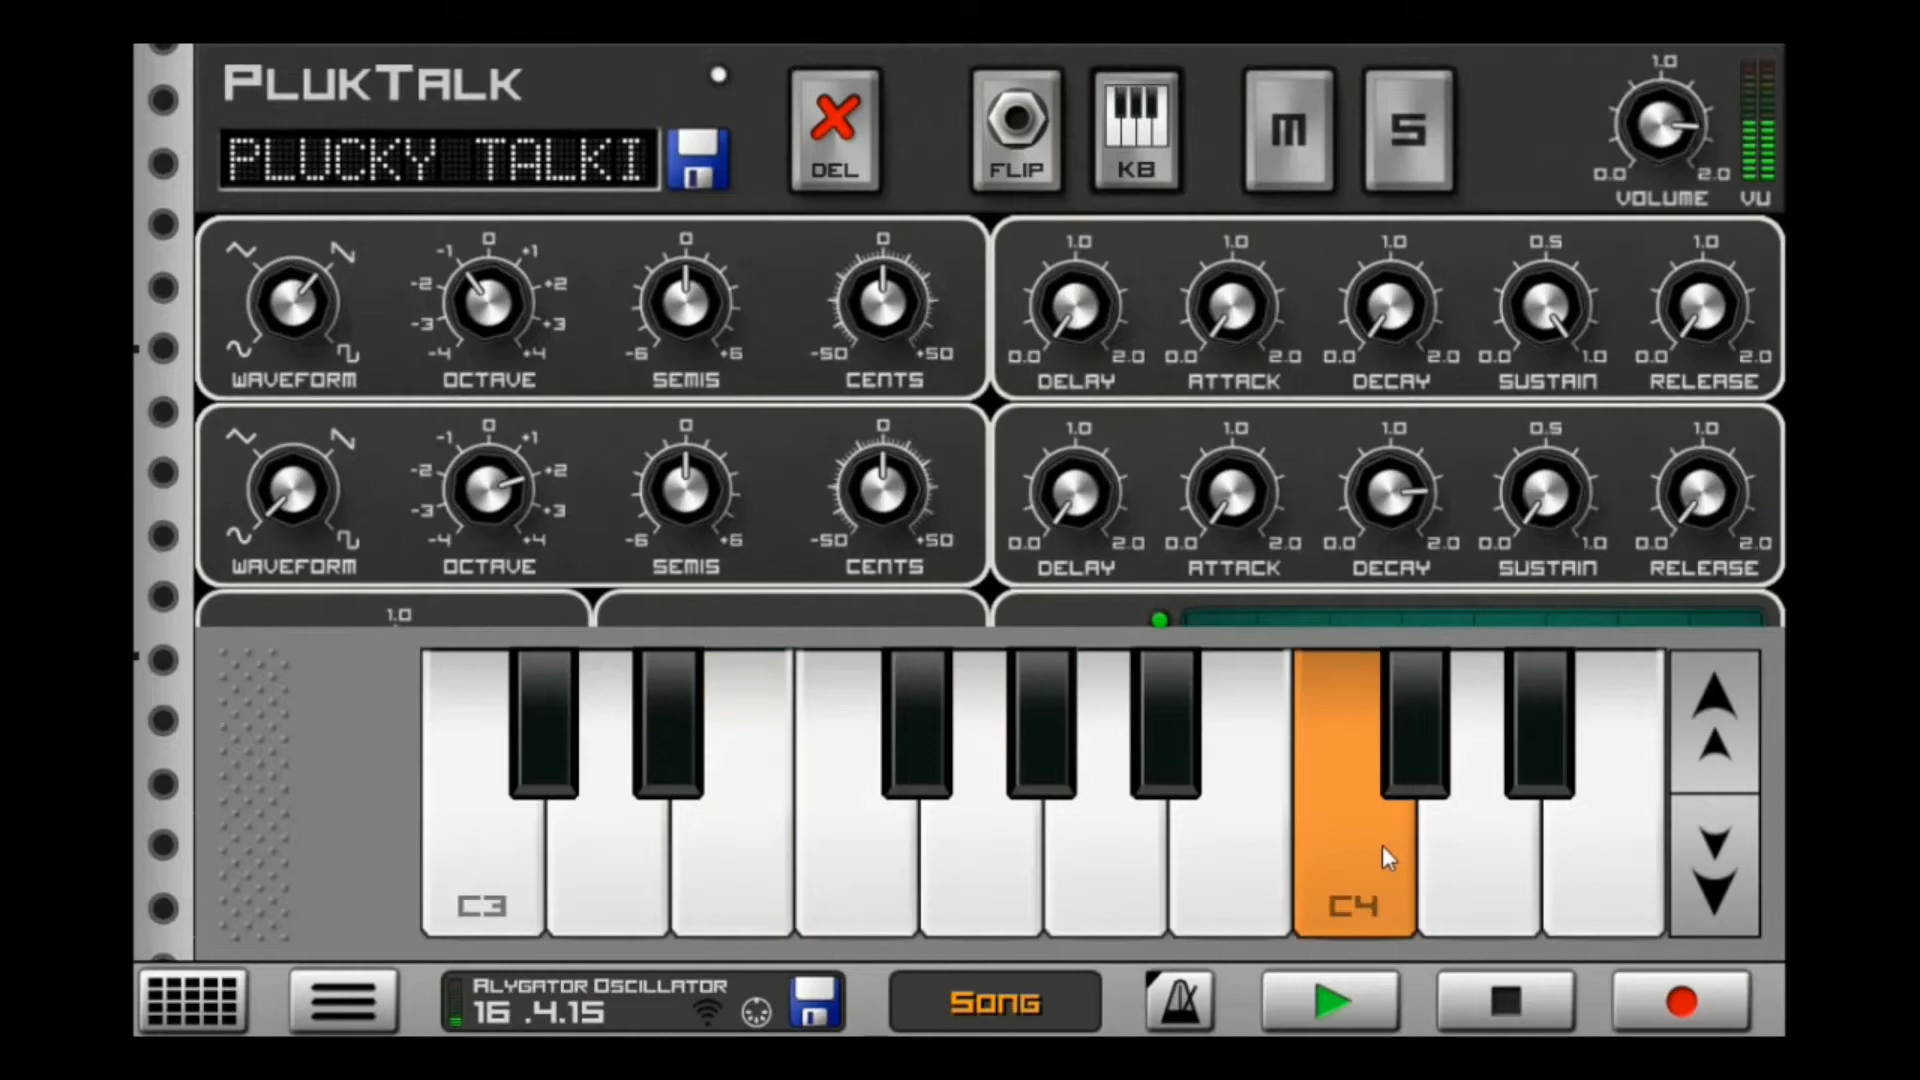 PlukTalk
PLUCKY TALKI
DEL
FLIP
KB
M
S
1.0
0.0 2.0
VOLUME VU
-1 0 +1
-2 +2
-3 +3
-4 +4
0
-6 +6
0
-50 +50
WAVEFORM OCTAVE SEMIS CENTS
1.0 1.0 1.0 0.5 1.0
0.0 2.0 0.0 2.0 0.0 2.0 0.0 1.0 0.0 2.0
DELAY ATTACK DECAY SUSTAIN RELEASE
-1 0 +1
-2 +2
-3 +3
-4 +4
0
-6 +6
0
-50 +50
WAVEFORM OCTAVE SEMIS CENTS
1.0 1.0 1.0 0.5 1.0
0.0 2.0 0.0 2.0 0.0 2.0 0.0 1.0 0.0 2.0
DELAY ATTACK DECAY SUSTAIN RELEASE
1.0
C3 C4
Alygator Oscillator
16 .4.15
Song